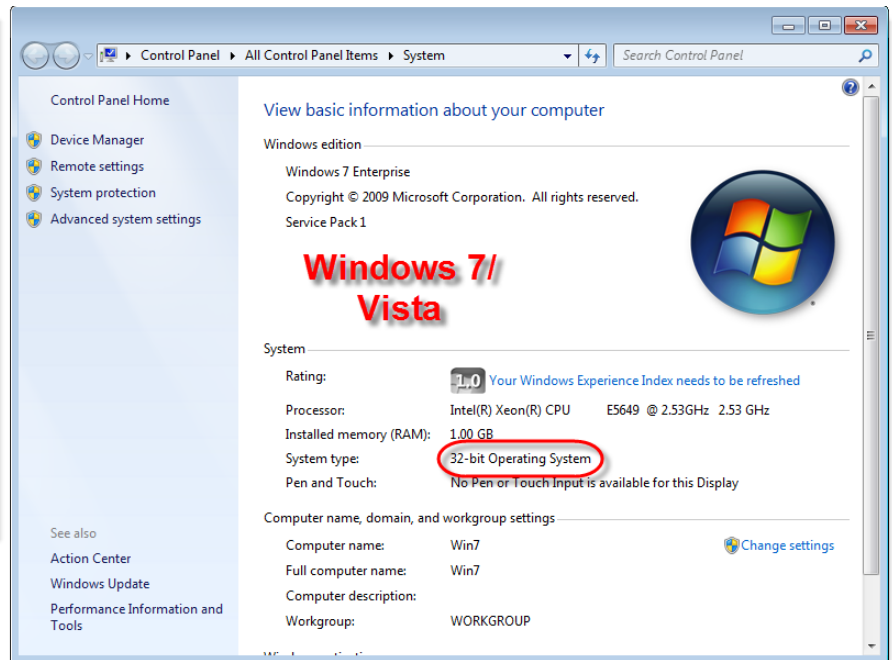 Control Panel All Control Panel Items System Search Control Panel
Control Panel Home
Device Manager
Remote settings
System protection
Advanced system settings
See also
Action Center
Windows Update
Performance Information and
Tools
View basic information about your computer
Windows edition
Windows 7 Enterprise
Copyright © 2009 Microsoft Corporation. All rights reserved.
Service Pack 1
Windows 7/
Vista
System
Rating: 1.0 Your Windows Experience Index needs to be refreshed
Processor: Intel(R) Xeon(R) CPU E5649 @ 2.53GHz 2.53 GHz
Installed memory (RAM): 1.00 GB
System type: 32-bit Operating System
Pen and Touch: No Pen or Touch Input is available for this Display
Computer name, domain, and workgroup settings
Computer name: Win7 Change settings
Full computer name: Win7
Computer description:
Workgroup: WORKGROUP